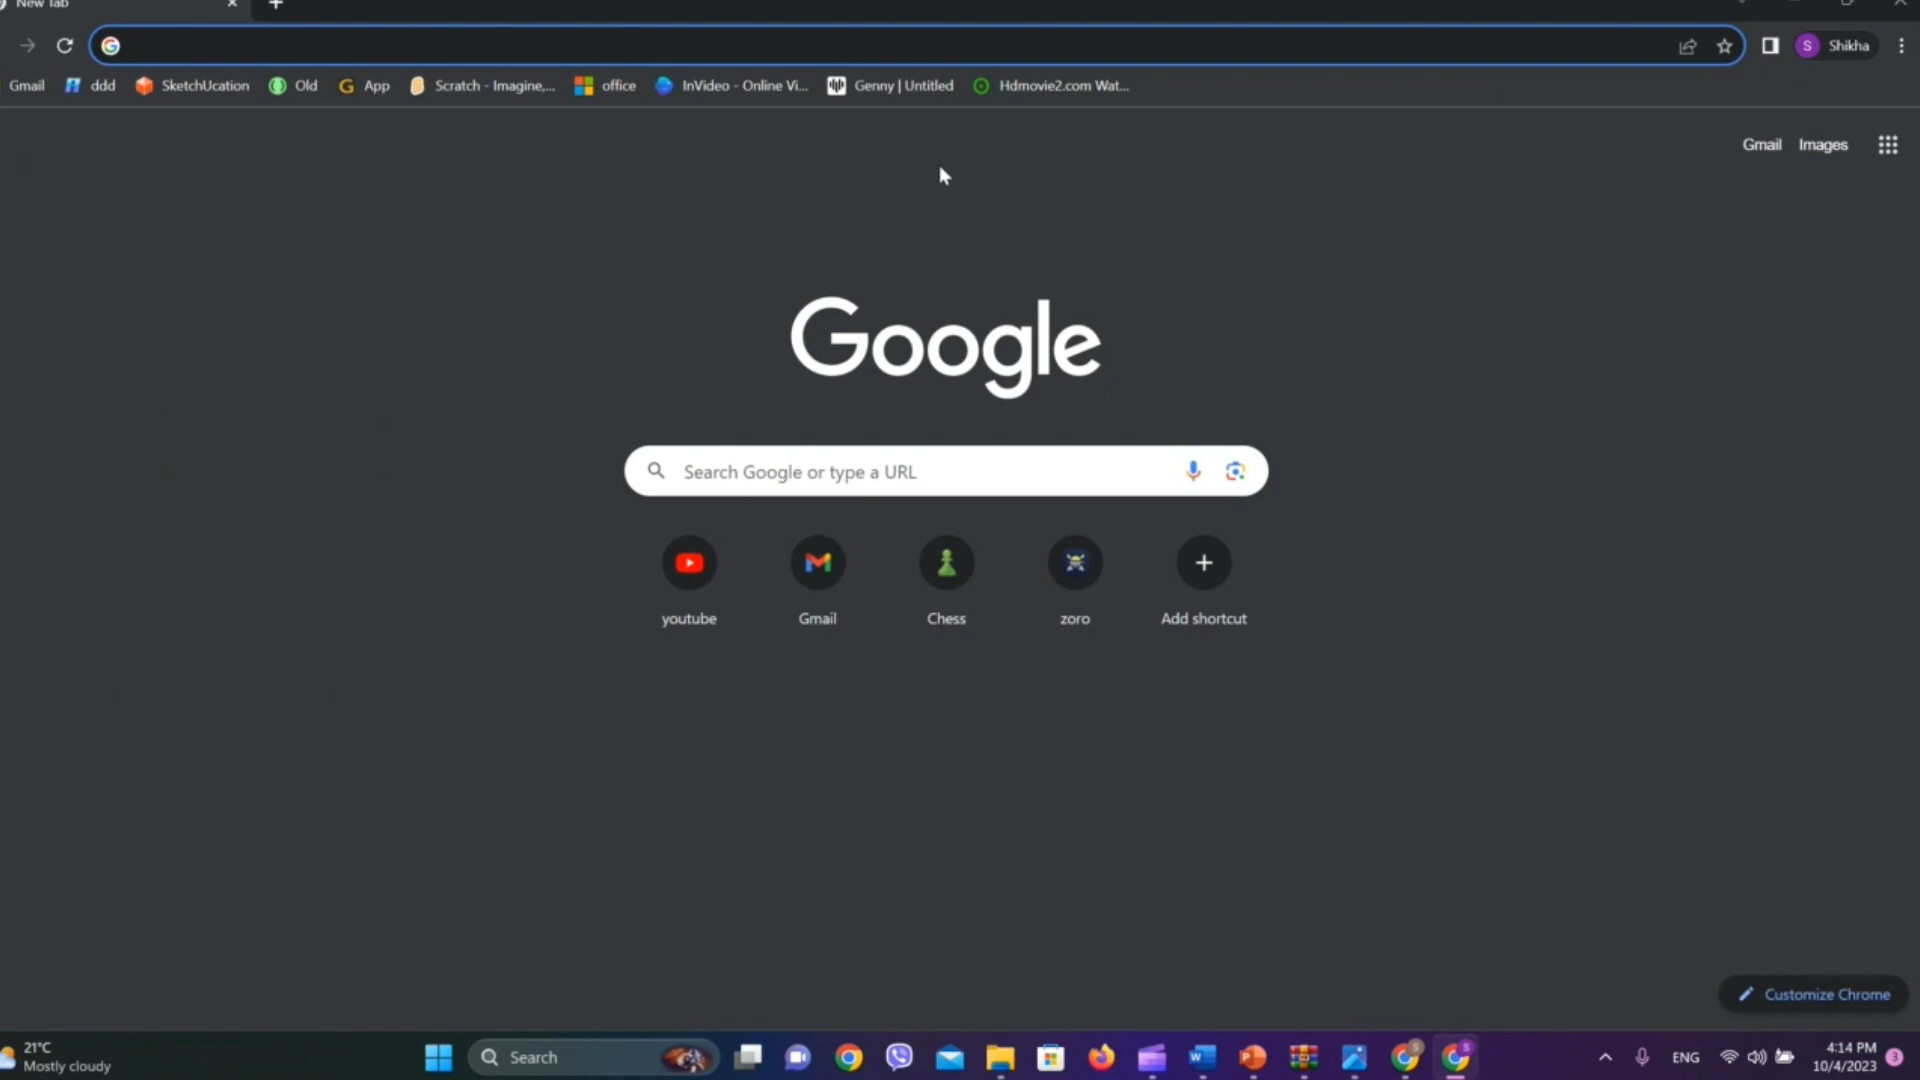 New Tab
S Shikha
Gmail ddd SketchUcation Old App Scratch - Imagine,... office InVideo - Online Vi... Genny | Untitled Hdmovie2.com Wat...
Gmail Images
Google
Search Google or type a URL
youtube Gmail Chess zoro Add shortcut
Customize Chrome
21°C
Mostly cloudy
Search
ENG
4:14 PM
10/4/2023
3